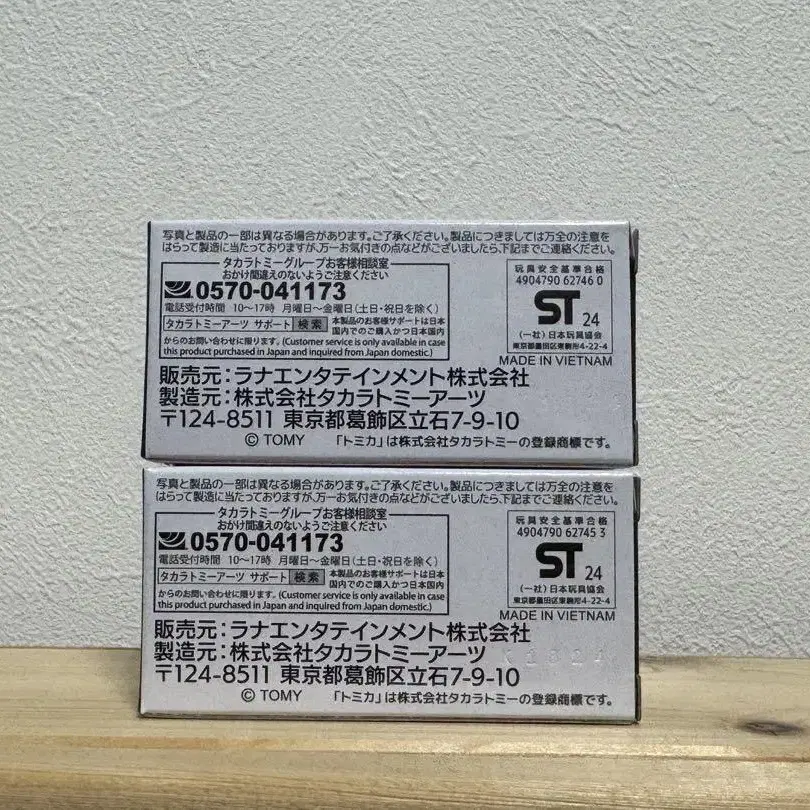 写真と製品の一部は異なる場合があります。ご了承ください。製品につきましては万全の注意を
はらって製造に当たっておりますが、万一お気付きの点などがございましたら、下記までご連絡ください。
タカラトミーグループお客様相談室
おかけ間違えのないようご注意ください
0570-041173
電話受付時間 10〜17時 月曜日〜金曜日(土日・祝日を除く)
タカラトミーアーツ サポート 検索 本製品のお客様サポートは日本
国内でのご購入かつ日本国内
からのお問い合わせに限ります。(Customer service is only available in case
this product purchased in Japan and inquired from Japan domestic.)
玩具安全基準合格
4904790 62746 0
ST 24
(一社)日本玩具協会
東京都墨田区東駒形4-22-4
MADE IN VIETNAM
販売元:ラナエンタテインメント株式会社
製造元:株式会社タカラトミーアーツ
〒124-8511 東京都葛飾区立石7-9-10
© TOMY 「トミカ」は株式会社タカラトミーの登録商標です。
写真と製品の一部は異なる場合があります。ご了承ください。製品につきましては万全の注意を
はらって製造に当たっておりますが、万一お気付きの点などがございましたら、下記までご連絡ください。
タカラトミーグループお客様相談室
おかけ間違えのないようご注意ください
0570-041173
電話受付時間 10〜17時 月曜日〜金曜日(土日・祝日を除く)
タカラトミーアーツ サポート 検索 本製品のお客様サポートは日本
国内でのご購入かつ日本国内
からのお問い合わせに限ります。(Customer service is only available in case
this product purchased in Japan and inquired from Japan domestic.)
玩具安全基準合格
4904790 62745 3
ST 24
(一社)日本玩具協会
東京都墨田区東駒形4-22-4
MADE IN VIETNAM
販売元:ラナエンタテインメント株式会社
製造元:株式会社タカラトミーアーツ
〒124-8511 東京都葛飾区立石7-9-10
© TOMY 「トミカ」は株式会社タカラトミーの登録商標です。